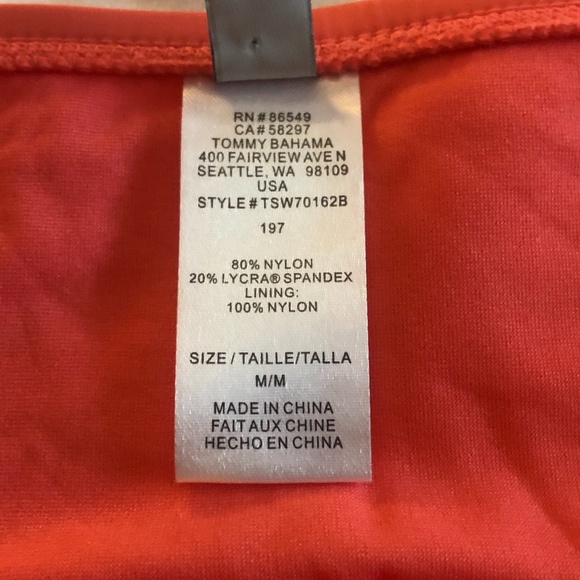 RN # 86549
CA # 58297
TOMMY BAHAMA
400 FAIRVIEW AVE N
SEATTLE, WA 98109
USA
STYLE # TSW70162B
197
80% NYLON
20% LYCRA® SPANDEX
LINING:
100% NYLON
SIZE / TAILLE/TALLA
M/M
MADE IN CHINA
FAIT AUX CHINE
HECHO EN CHINA